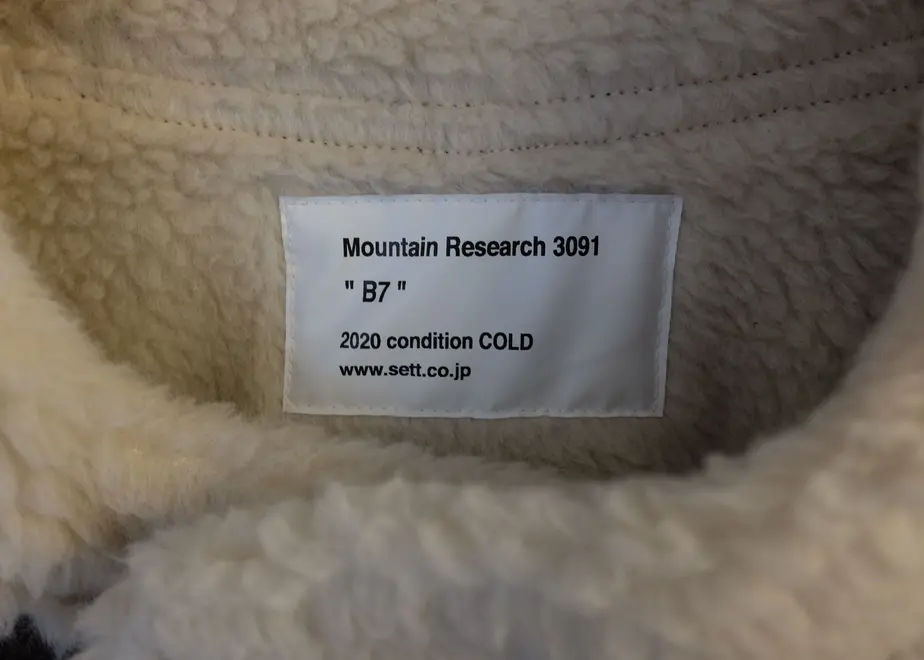 Mountain Research 3091
" B7 "
2020 condition COLD
www.sett.co.jp